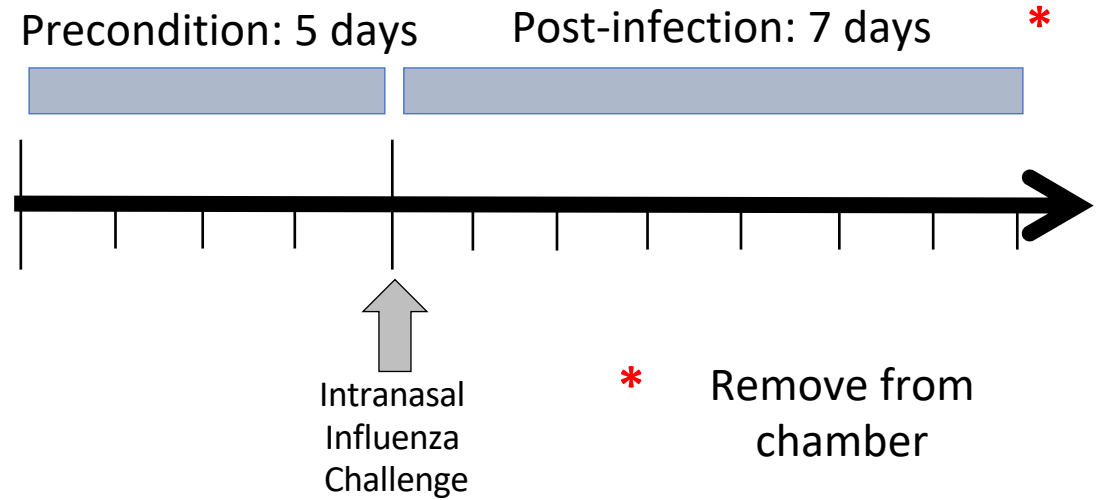 Precondition: 5 days
Post-infection: 7 days *
Intranasal
Influenza
Challenge
* Remove from
chamber